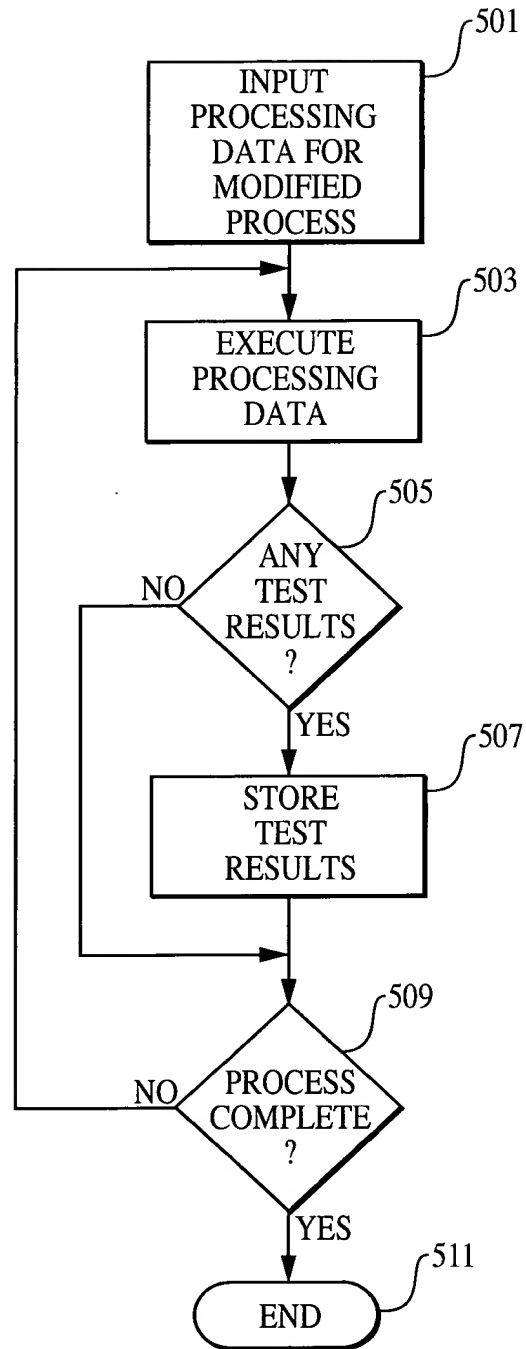 501
INPUT
PROCESSING
DATA FOR
MODIFIED
PROCESS
503
EXECUTE
PROCESSING
DATA
505
ANY
TEST
RESULTS
?
NO
YES
507
STORE
TEST
RESULTS
509
PROCESS
COMPLETE
?
NO
YES
511
END